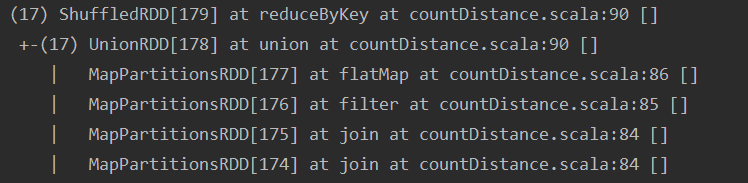 (17) ShuffledRDD[179] at reduceByKey at countDistance.scala:90 []
+-(17) UnionRDD[178] at union at countDistance.scala:90 []
| MapPartitionsRDD[177] at flatMap at countDistance.scala:86 []
| MapPartitionsRDD[176] at filter at countDistance.scala:85 []
| MapPartitionsRDD[175] at join at countDistance.scala:84 []
| MapPartitionsRDD[174] at join at countDistance.scala:84 []